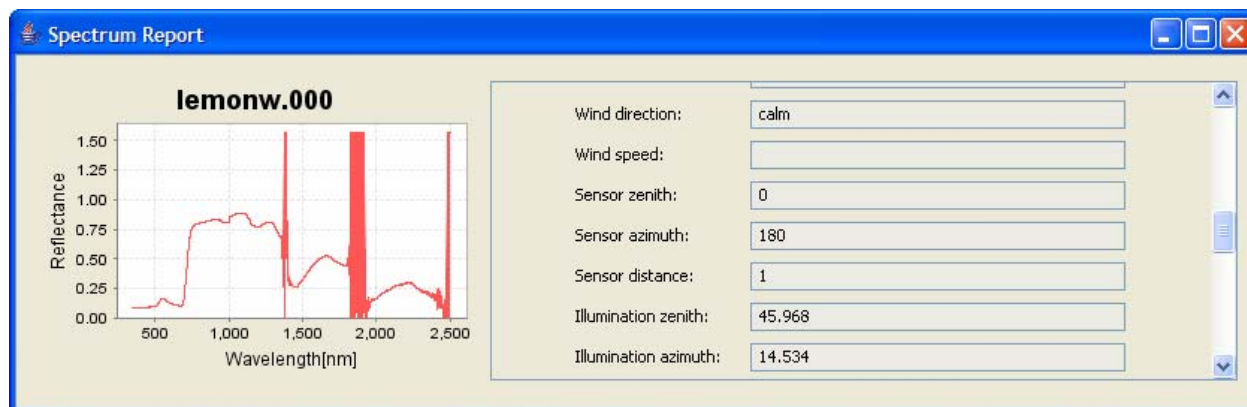 Spectrum Report
lemonw.000
Reflectance
1.50
1.25
1.00
0.75
0.50
0.25
0.00
500 1,000 1,500 2,000 2,500
Wavelength[nm]
Wind direction: calm
Wind speed:
Sensor zenith: 0
Sensor azimuth: 180
Sensor distance: 1
Illumination zenith: 45.968
Illumination azimuth: 14.534